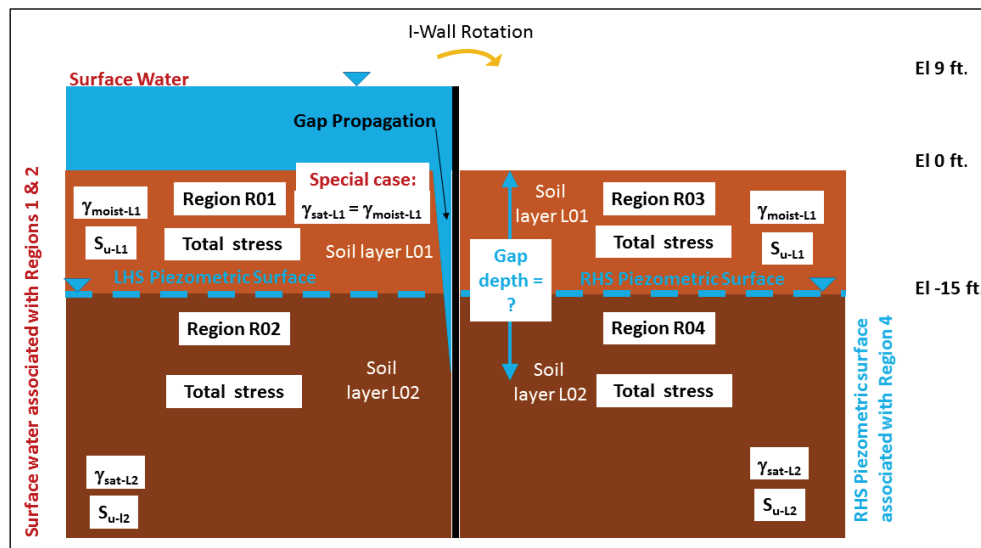 I-Wall Rotation
El 9 ft.
Surface Water
Gap Propagation
El 0 ft.
Special case:
γsat-L1 = γmoist-L1
Region R01
γmoist-L1
Su-L1
Total stress
Soil layer L01
Soil
layer L01
Region R03
γmoist-L1
Total stress
Su-L1
Gap
depth =
?
LHS Piezometric Surface
RHS Piezometric Surface
El -15 ft.
Region R02
Region R04
Soil
layer L02
Soil
layer L02
Total stress
Total stress
γsat-L2
Su-l2
γsat-L2
Su-L2
Surface water associated with Regions 1 & 2
RHS Piezometric surface
associated with Region 4